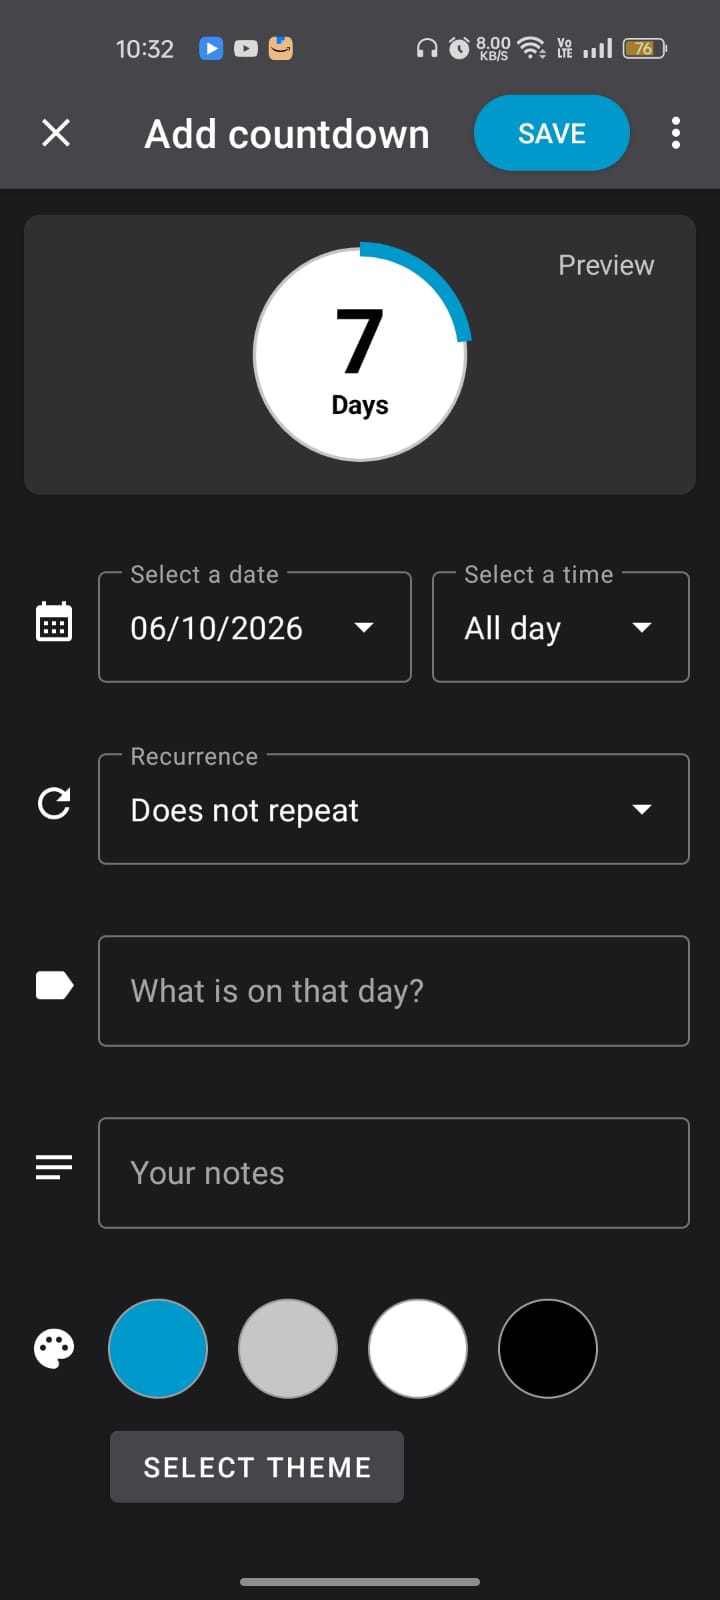 10:32
8.00
KB/S
Vo
LTE
76
Add countdown
SAVE
Preview
7
Days
Select a date
Select a time
06/10/2026
All day
Recurrence
Does not repeat
What is on that day?
Your notes
SELECT THEME